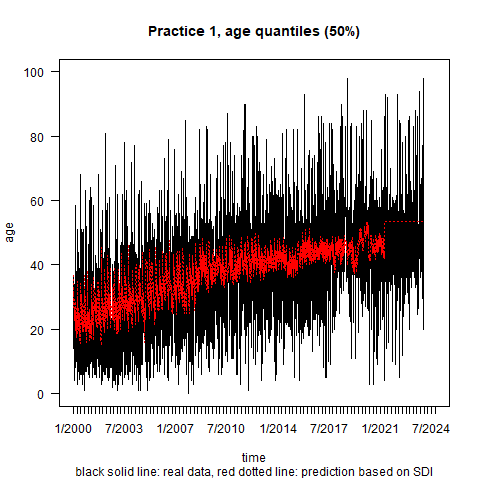 Practice 1, age quantiles (50%)
100
80
60
40
20
0
age
1/2000 7/2003 1/2007 7/2010 1/2014 7/2017 1/2021 7/2024
time
black solid line: real data, red dotted line: prediction based on SDI